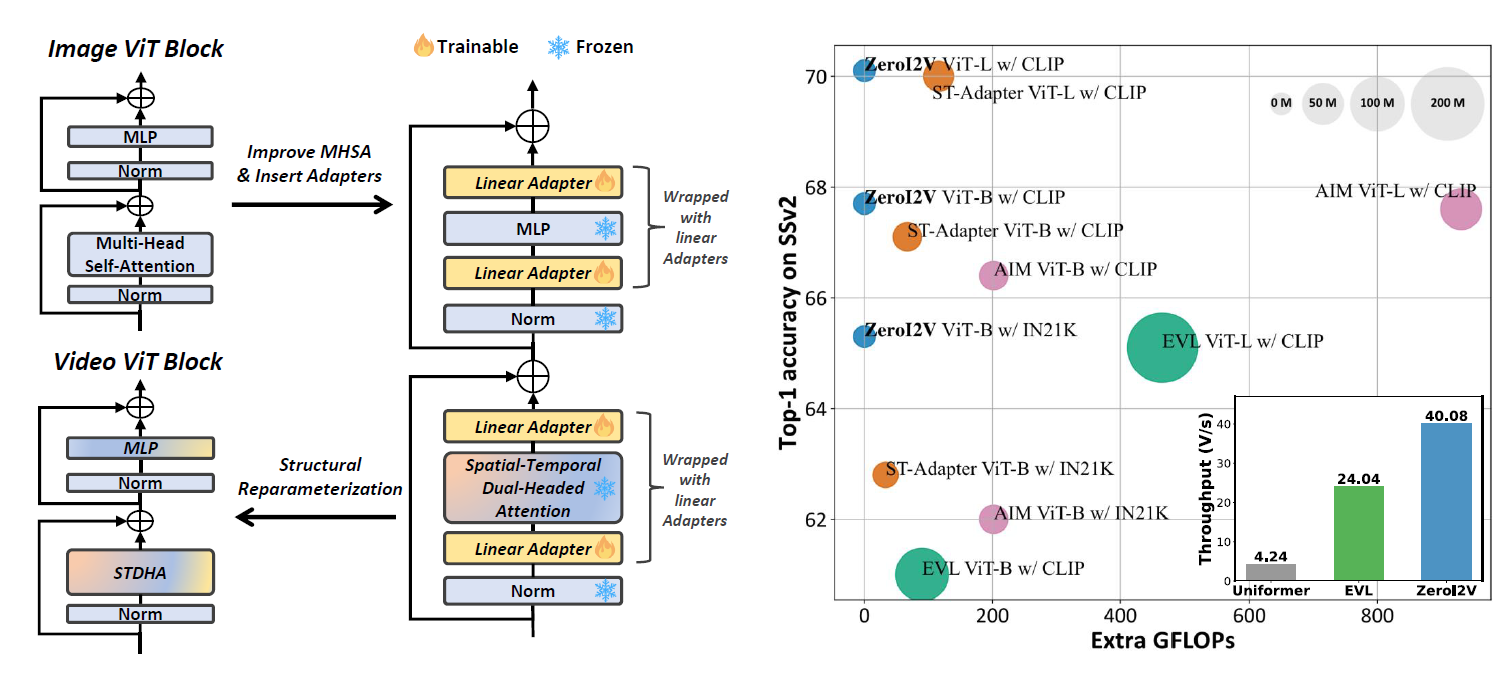 Image ViT Block
MLP
Norm
Multi-Head
Self-Attention
Norm
Improve MHSA
& Insert Adapters
Trainable
Frozen
Linear Adapter
MLP
Linear Adapter
Norm
Wrapped
with
linear
Adapters
Linear Adapter
Spatial-Temporal
Dual-Headed
Attention
Linear Adapter
Norm
Wrapped
with
linear
Adapters
Structural
Reparameterization
Video ViT Block
MLP
Norm
STDHA
Norm
Top-1 accuracy on SSv2
70
68
66
64
62
0
200
400
600
800
Extra GFLOPs
ZeroI2V ViT-L w/ CLIP
ST-Adapter ViT-L w/ CLIP
0 M
50 M
100 M
200 M
AIM ViT-L w/ CLIP
ZeroI2V ViT-B w/ CLIP
ST-Adapter ViT-B w/ CLIP
AIM ViT-B w/ CLIP
ZeroI2V ViT-B w/ IN21K
EVL ViT-L w/ CLIP
ST-Adapter ViT-B w/ IN21K
AIM ViT-B w/ IN21K
EVL ViT-B w/ CLIP
Throughput (V/s)
40
30
20
10
0
4.24
24.04
40.08
Uniformer
EVL
ZeroI2V